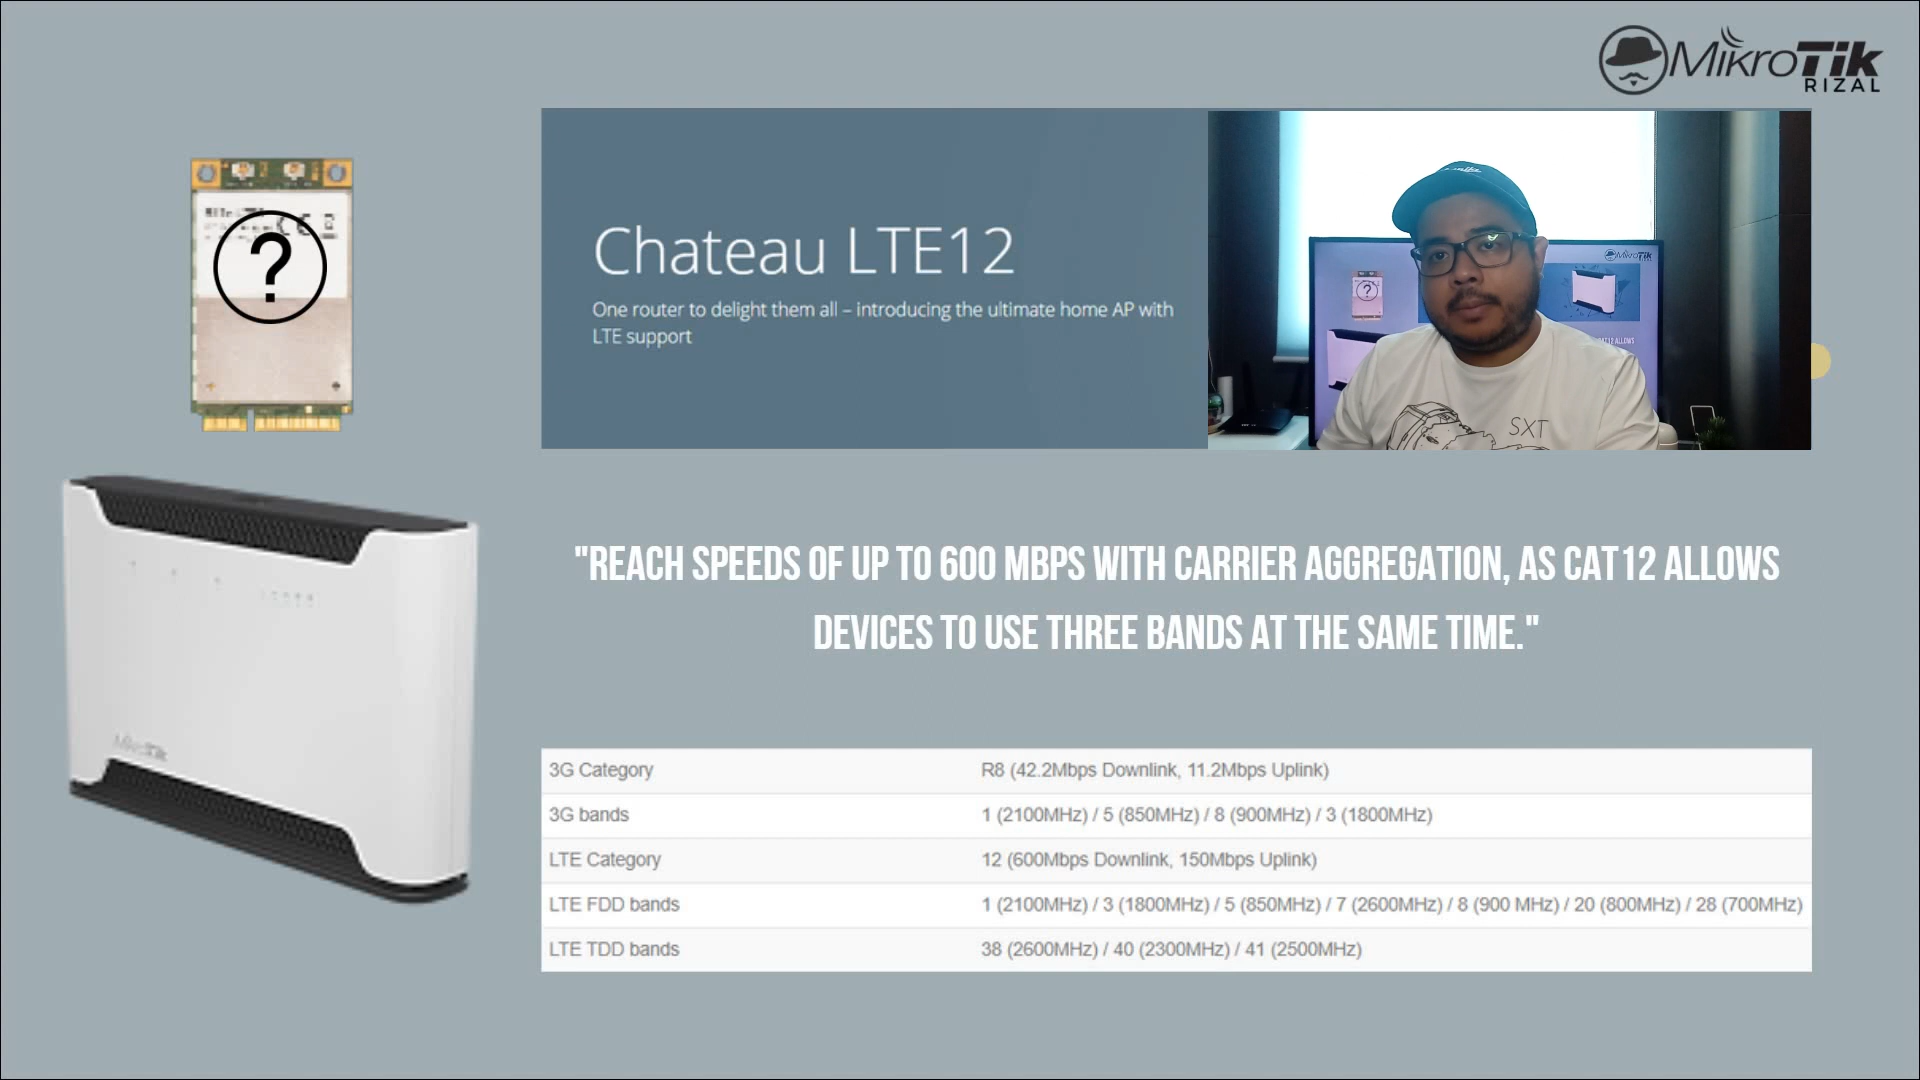 MikroTik
RIZAL
?
Chateau LTE12
One router to delight them all – introducing the ultimate home AP with
LTE support
MikroTik
?
CAT12 ALLOWS
SXT
MikroTik
"REACH SPEEDS OF UP TO 600 MBPS WITH CARRIER AGGREGATION, AS CAT12 ALLOWS
DEVICES TO USE THREE BANDS AT THE SAME TIME."
3G Category R8 (42.2Mbps Downlink, 11.2Mbps Uplink)
3G bands 1 (2100MHz) / 5 (850MHz) / 8 (900MHz) / 3 (1800MHz)
LTE Category 12 (600Mbps Downlink, 150Mbps Uplink)
LTE FDD bands 1 (2100MHz) / 3 (1800MHz) / 5 (850MHz) / 7 (2600MHz) / 8 (900 MHz) / 20 (800MHz) / 28 (700MHz)
LTE TDD bands 38 (2600MHz) / 40 (2300MHz) / 41 (2500MHz)